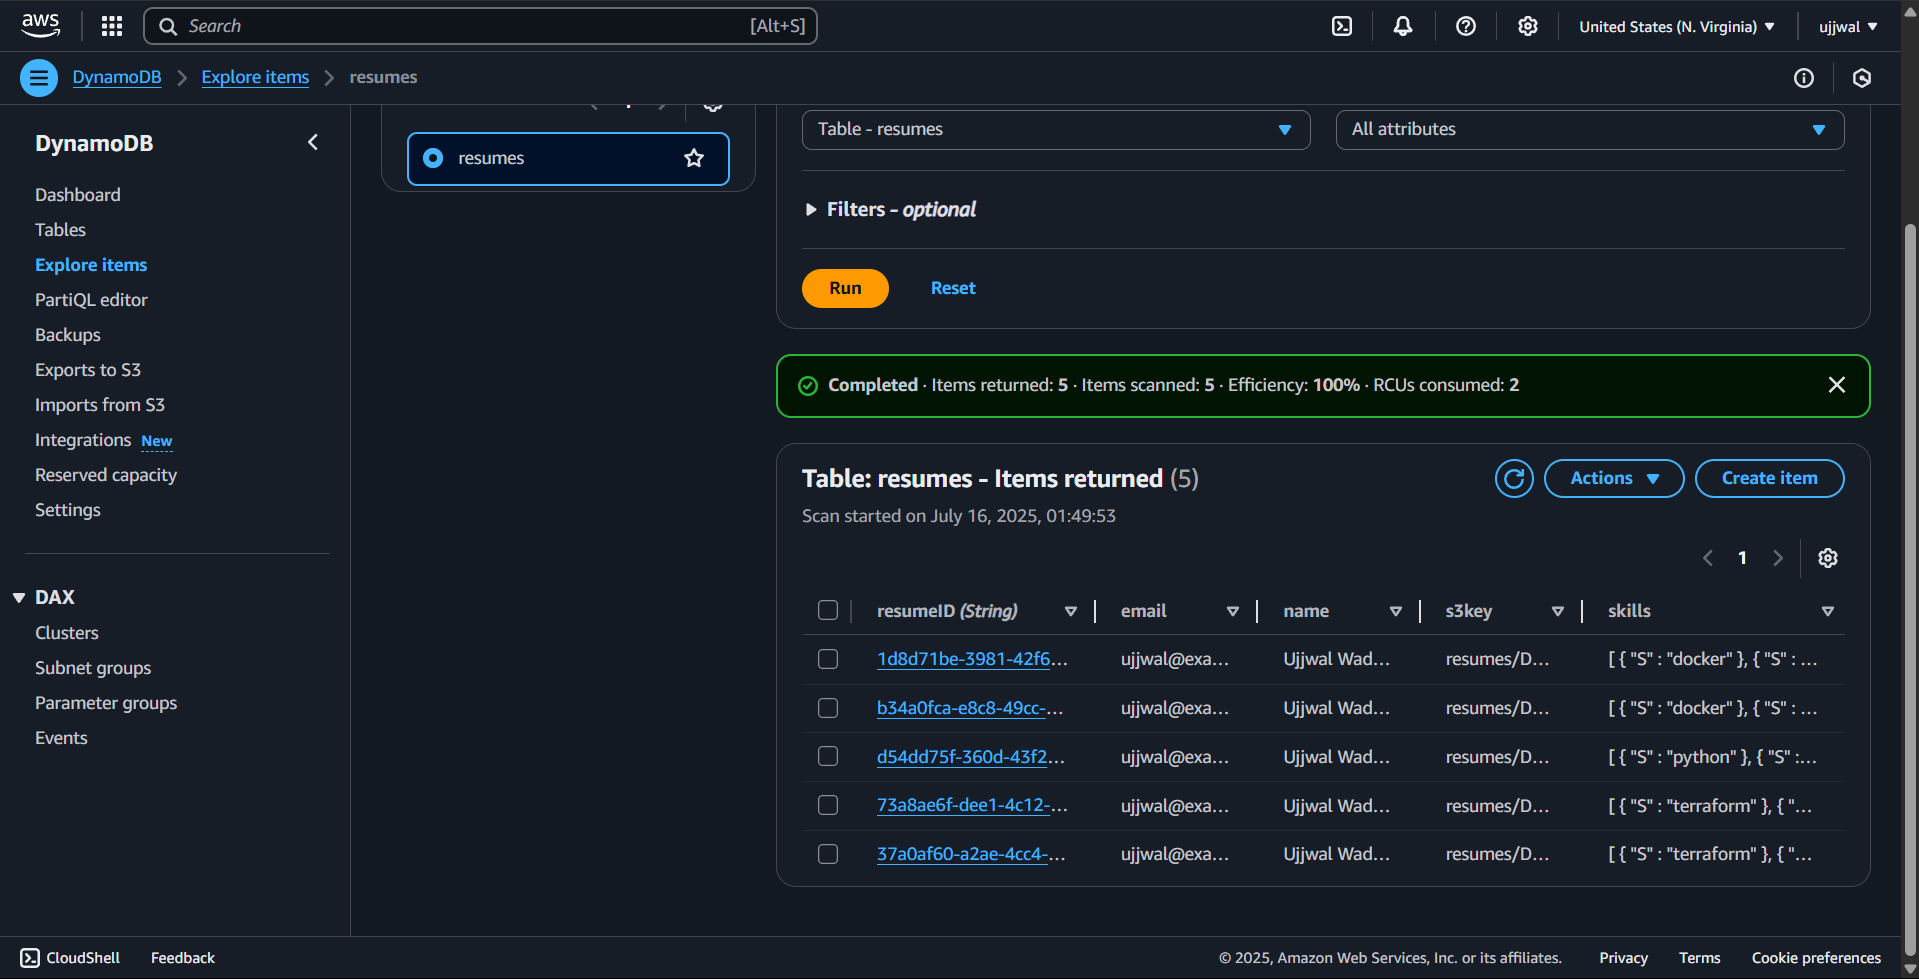 aws
Search [Alt+S]
United States (N. Virginia)
ujjwal
DynamoDB
Explore items
resumes
DynamoDB
Dashboard
Tables
Explore items
PartiQL editor
Backups
Exports to S3
Imports from S3
Integrations New
Reserved capacity
Settings
DAX
Clusters
Subnet groups
Parameter groups
Events
resumes
Table - resumes
All attributes
Filters - optional
Run
Reset
Completed · Items returned: 5 · Items scanned: 5 · Efficiency: 100% · RCUs consumed: 2
Table: resumes - Items returned (5)
Actions
Create item
Scan started on July 16, 2025, 01:49:53
1
resumeID (String) email name s3key skills
1d8d71be-3981-42f6... ujjwal@exa... Ujjwal Wad... resumes/D... [ { "S" : "docker" }, { "S" : ...
b34a0fca-e8c8-49cc-... ujjwal@exa... Ujjwal Wad... resumes/D... [ { "S" : "docker" }, { "S" : ...
d54dd75f-360d-43f2... ujjwal@exa... Ujjwal Wad... resumes/D... [ { "S" : "python" }, { "S" :...
73a8ae6f-dee1-4c12-... ujjwal@exa... Ujjwal Wad... resumes/D... [ { "S" : "terraform" }, { "...
37a0af60-a2ae-4cc4-... ujjwal@exa... Ujjwal Wad... resumes/D... [ { "S" : "terraform" }, { "...
CloudShell
Feedback
© 2025, Amazon Web Services, Inc. or its affiliates.
Privacy
Terms
Cookie preferences